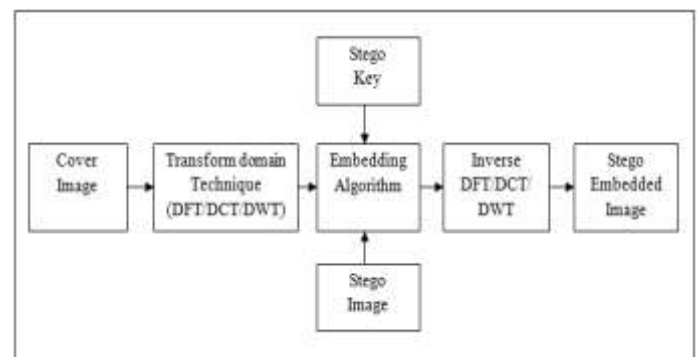 Stego
Key
Cover
Image
Transform domain
Technique
(DFT/DCT/DWT)
Embedding
Algorithm
Inverse
DFT/DCT/
DWT
Stego
Embedded
Image
Stego
Image